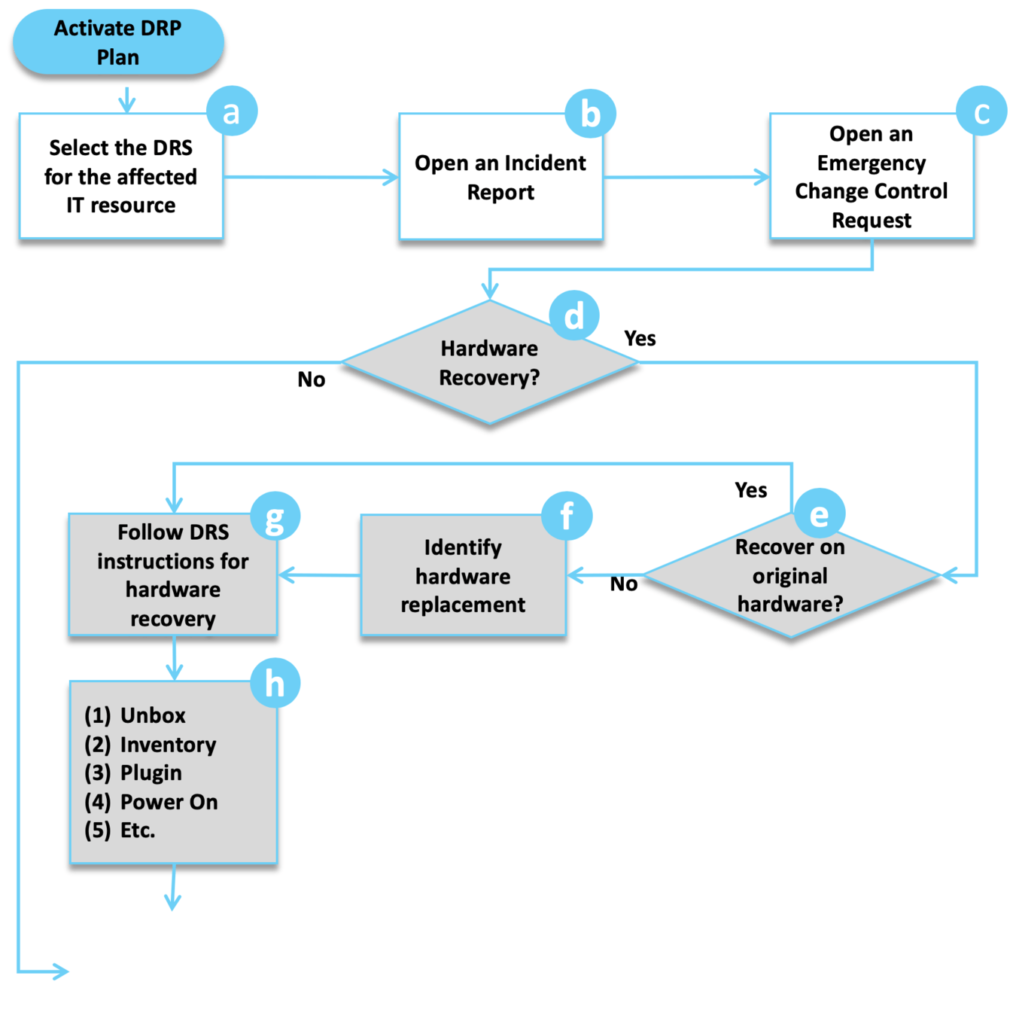 Activate DRP
Plan
a
Select the DRS
for the affected
IT resource
b
Open an Incident
Report
c
Open an
Emergency
Change Control
Request
d
Hardware
Recovery?
Yes
No
Yes
e
Recover on
original
hardware?
No
f
Identify
hardware
replacement
g
Follow DRS
instructions for
hardware
recovery
h
(1) Unbox
(2) Inventory
(3) Plugin
(4) Power On
(5) Etc.